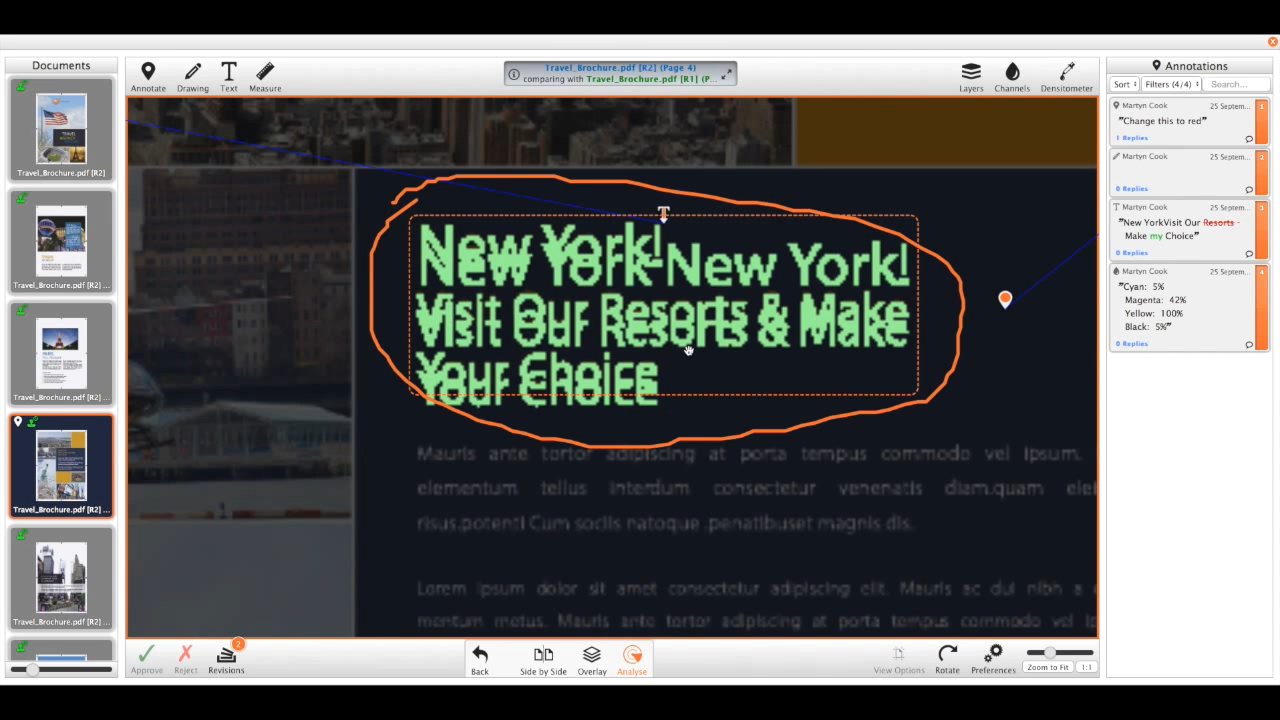 Documents
Travel_Brochure.pdf [R2]
Travel_Brochure.pdf [R2] ...
Travel_Brochure.pdf [R2] ...
Travel_Brochure.pdf [R2] ...
Travel_Brochure.pdf [R2] ...
Annotate
Drawing
Text
Measure
Travel_Brochure.pdf [R2] (Page 4)
comparing with Travel_Brochure.pdf [R1] (P...
Layers
Channels
Densitometer
New York! New York!
Visit Our Resorts & Make
Your Choice
Mauris ante tortor adipiscing at porta tempus commodo vel ipsum.
elementum tellus interdum consectetur venenatis diam.quam
risus.potenti Cum sociis natoque ,penatibuset magnis dis.
Lorem ipsum dolor sit amet consectetur adipiscing elit. Mauris ac dui nibh a
mentum metus. Mauris ante tortor adipiscing at porta tempus commodo vel
Approve
Reject
Revisions
2
Back
Side by Side
Overlay
Analyse
View Options
Rotate
Preferences
Zoom to Fit
1:1
Annotations
Sort
Filters (4/4)
Search...
Martyn Cook 25 Septem... 1
"Change this to red"
1 Replies
Martyn Cook 25 Septem... 2
0 Replies
Martyn Cook 25 Septem... 3
"New YorkVisit Our Resorts -
Make my Choice"
0 Replies
Martyn Cook 25 Septem... 4
"Cyan: 5%
Magenta: 42%
Yellow: 100%
Black: 5%"
0 Replies